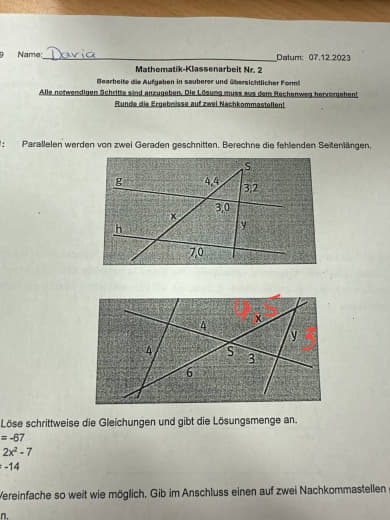 9 Name: Daria Datum: 07.12.2023
Mathematik-Klassenarbeit Nr. 2
Bearbeite die Aufgaben in sauberer und übersichtlicher Form!
Alle notwendigen Schritte sind anzugeben. Die Lösung muss aus dem Rechenweg hervorgehen!
Runde die Ergebnisse auf zwei Nachkommastellen!
: Parallelen werden von zwei Geraden geschnitten. Berechne die fehlenden Seitenlängen.
S
g 4,4 3,2
3,0
x y
h
7,0
4,5
4 x
y 3
4 S 3
6
Löse schrittweise die Gleichungen und gibt die Lösungsmenge an.
= -67
2x² - 7
= -14
Vereinfache so weit wie möglich. Gib im Anschluss einen auf zwei Nachkommastellen
n.